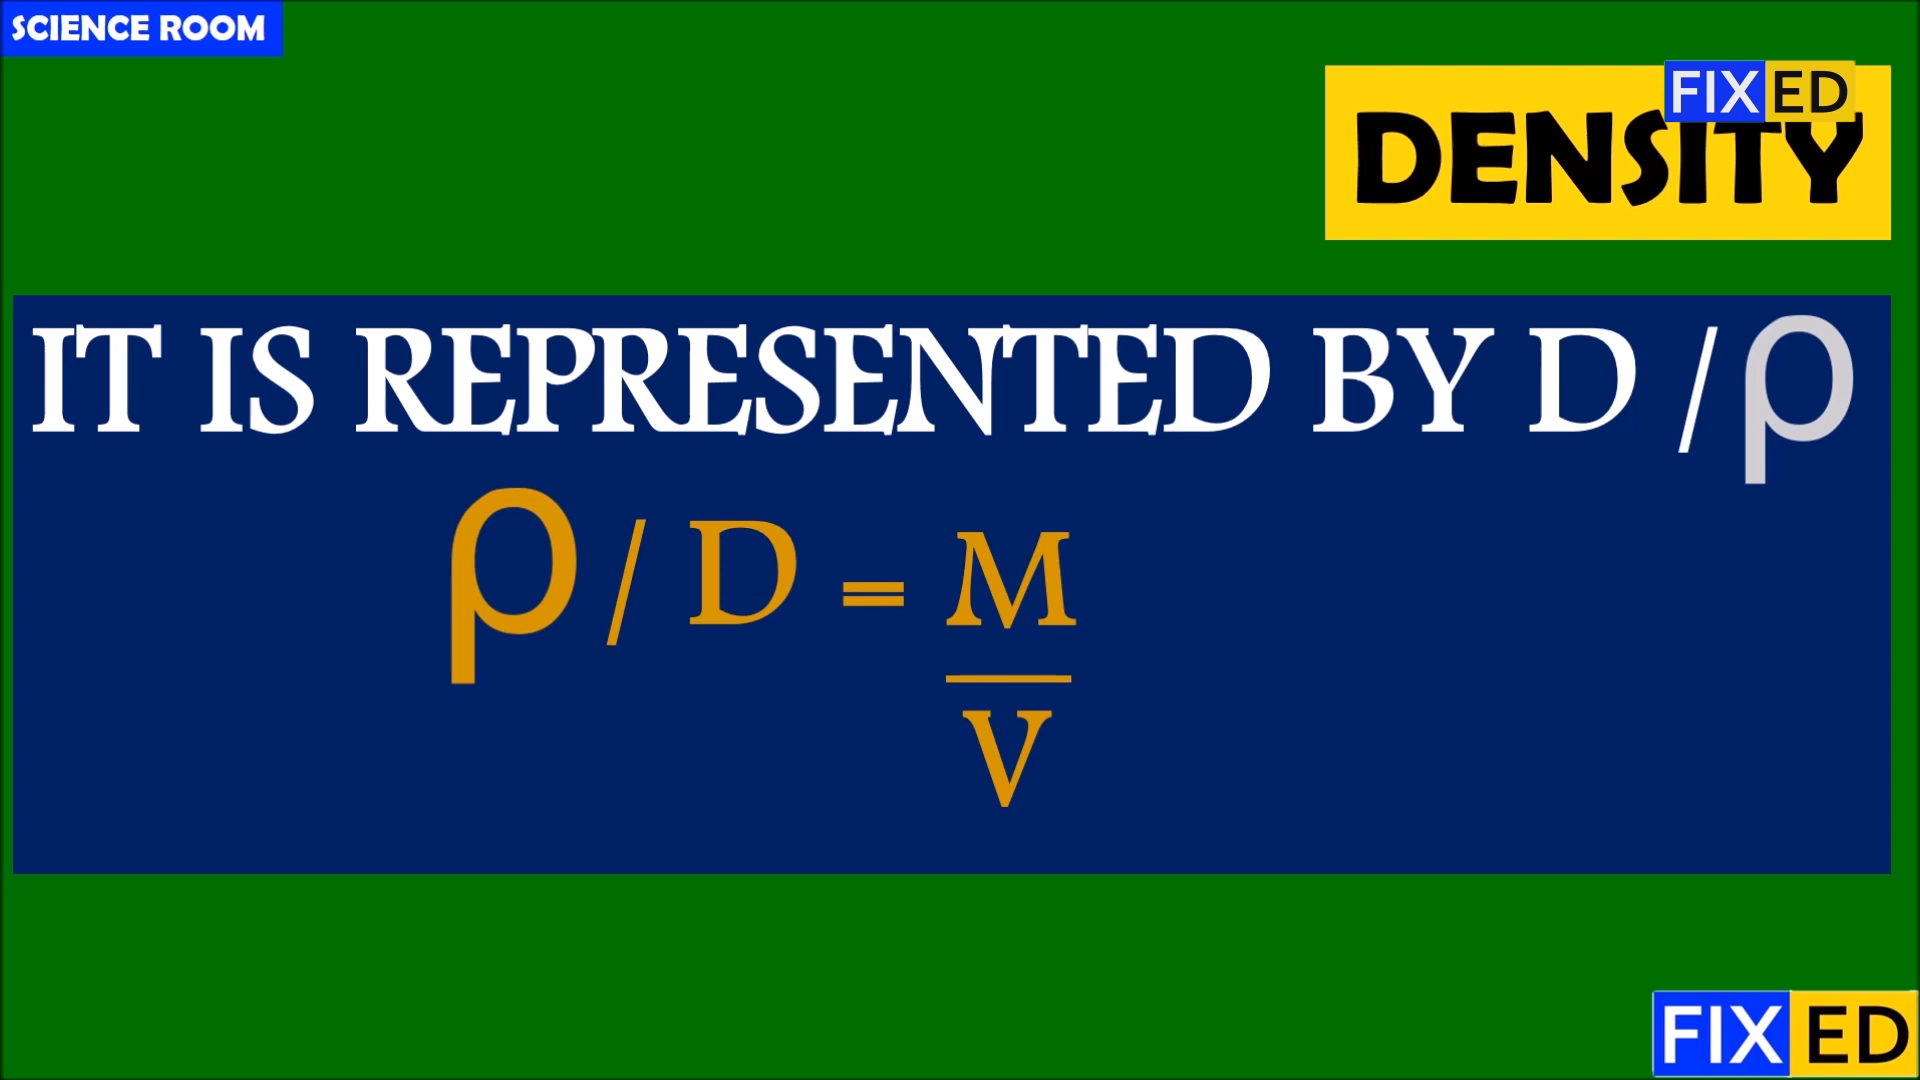 SCIENCE ROOM
FIXED
DENSITY
IT IS REPRESENTED BY D / ρ
ρ / D = M
V
FIXED